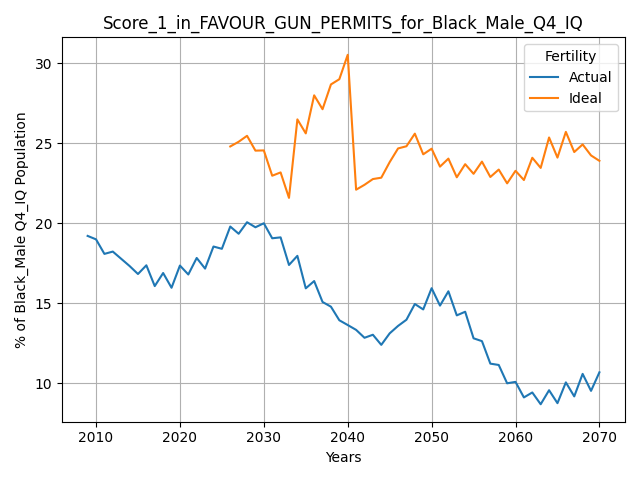 Score_1_in_FAVOUR_GUN_PERMITS_for_Black_Male_Q4_IQ
Fertility
Actual
Ideal
% of Black_Male Q4_IQ Population
30
25
20
15
10
2010 2020 2030 2040 2050 2060 2070
Years